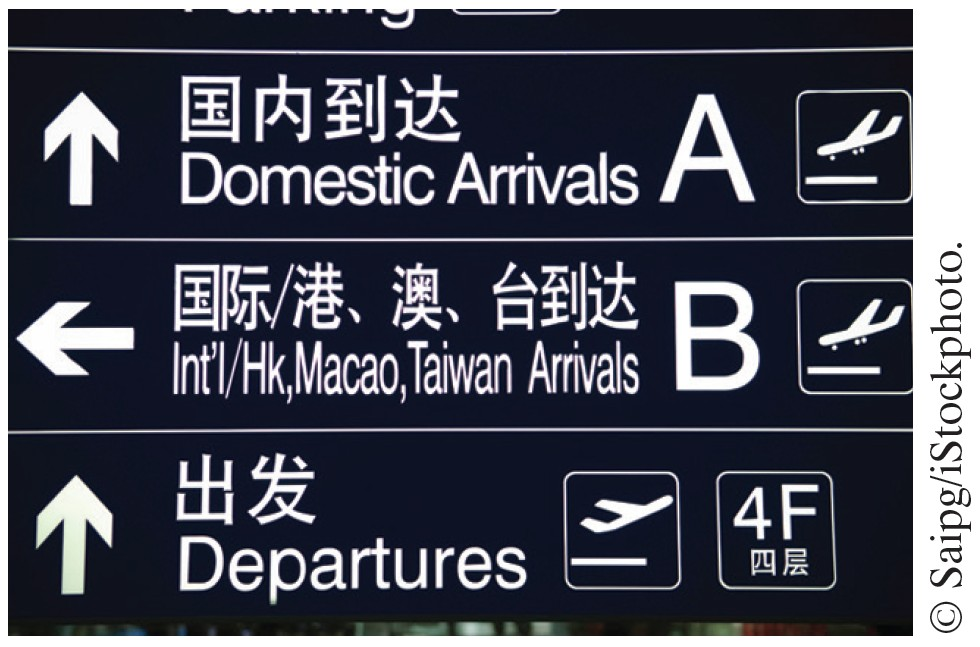 Parking
国内到达
Domestic Arrivals
A
国际/港、澳、台到达
Int'l/Hk,Macao,Taiwan Arrivals
B
出发
Departures
4F
四层
© Saipg/iStockphoto.